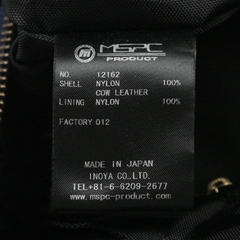 MSPC
PRODUCT
NO. 12162
SHELL NYLON 100%
COW LEATHER
LINING NYLON 100%
FACTORY 012
MADE IN JAPAN
INOYA CO.,LTD.
TEL+81-6-6209-2677
www.mspc-product.com